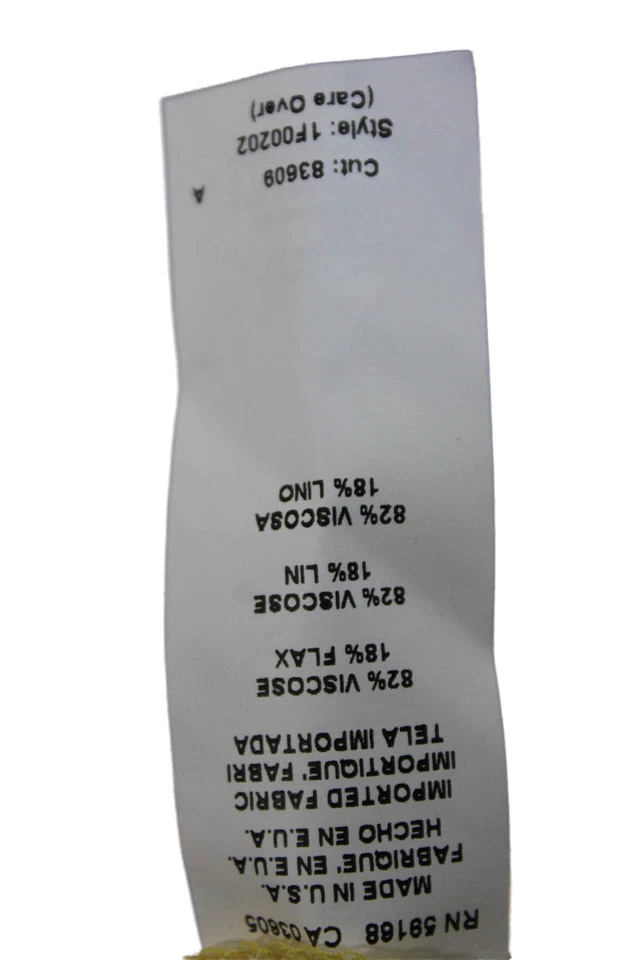 RN 59168 CA 03605
MADE IN U.S.A.
FABRIQUE' EN E.U.A.
HECHO EN E.U.A.
IMPORTED FABRIC
IMPORTIQUE' FABRI
TELA IMPORTADA
82% VISCOSE
18% FLAX
82% VISCOSE
18% LIN
82% VISCOSA
18% LINO
A
Cut: 83609
Style: 1F00202
(Care Over)